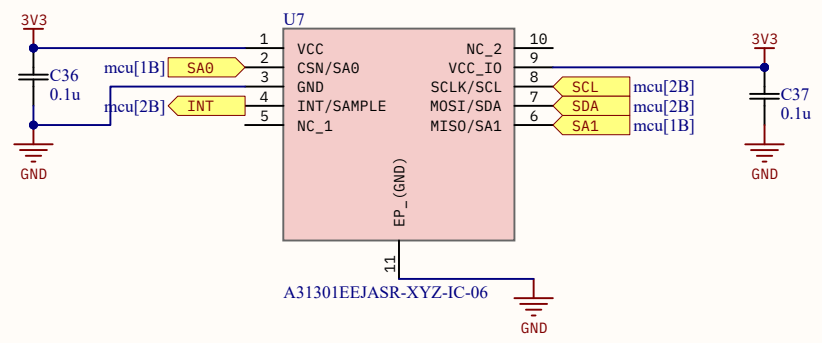 U7
3V3
1 VCC
NC_2 10
3V3
mcu[1B] SA0 2 CSN/SA0
VCC_IO 9
C36
0.1u
3 GND
SCLK/SCL 8 SCL mcu[2B]
C37
0.1u
mcu[2B] INT 4 INT/SAMPLE
MOSI/SDA 7 SDA mcu[2B]
5 NC_1
MISO/SA1 6 SA1 mcu[1B]
GND
GND
EP_(GND)
11
A31301EEJASR-XYZ-IC-06
GND